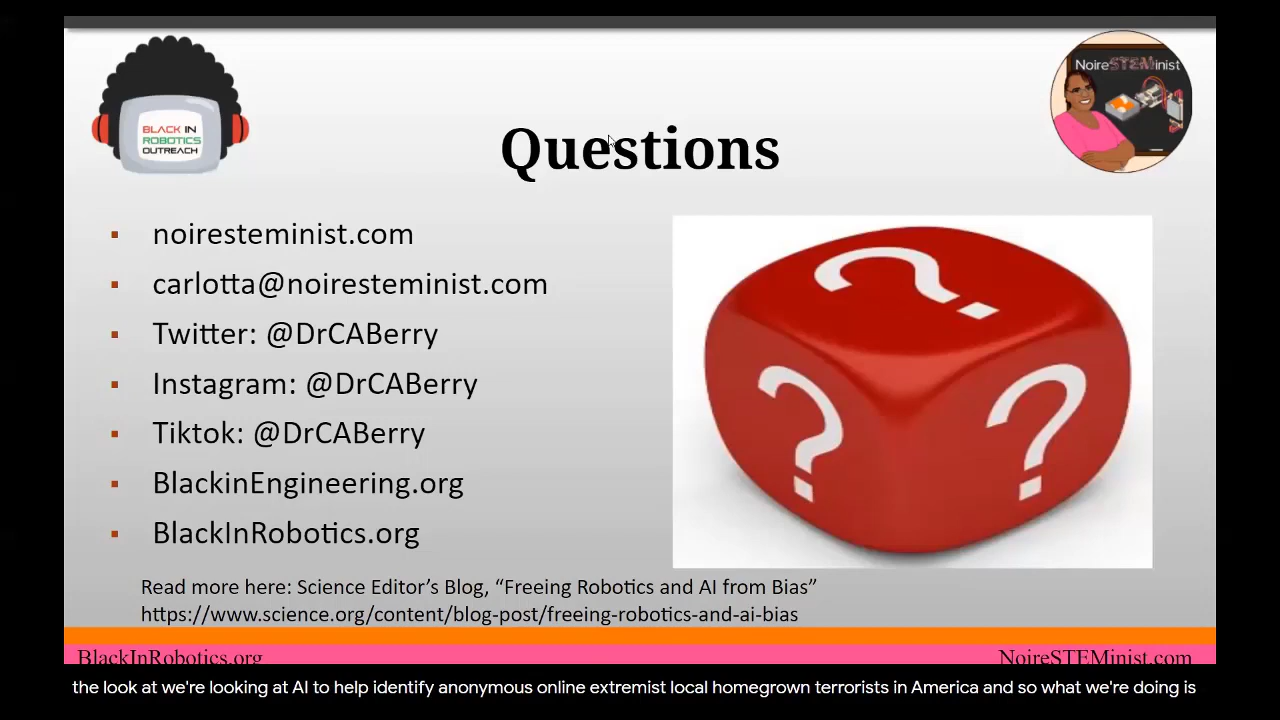 BLACK IN
ROBOTICS
OUTREACH
NoireSTEMinist
Questions
noiresteminist.com
carlotta@noiresteminist.com
Twitter: @DrCABerry
Instagram: @DrCABerry
Tiktok: @DrCABerry
BlackinEngineering.org
BlackInRobotics.org
? ? ?
Read more here: Science Editor’s Blog, “Freeing Robotics and AI from Bias”
https://www.science.org/content/blog-post/freeing-robotics-and-ai-bias
BlackInRobotics.org
NoireSTEMinist.com
the look at we're looking at AI to help identify anonymous online extremist local homegrown terrorists in America and so what we're doing is